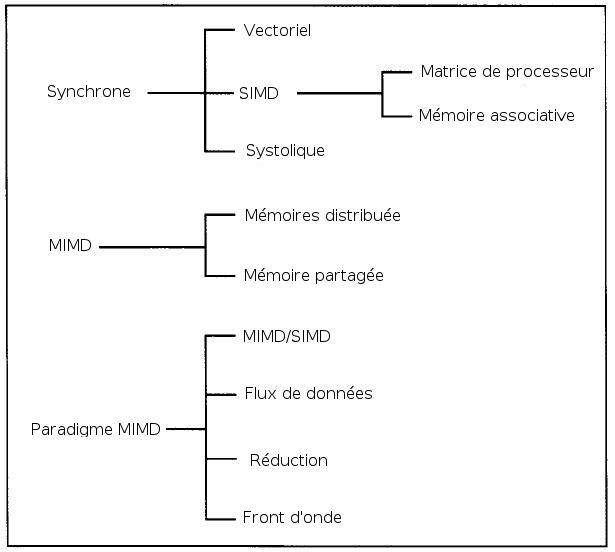 Vectoriel
Synchrone
SIMD
Matrice de processeur
Mémoire associative
Systolique
MIMD
Mémoires distribuée
Mémoire partagée
Paradigme MIMD
MIMD/SIMD
Flux de données
Réduction
Front d'onde